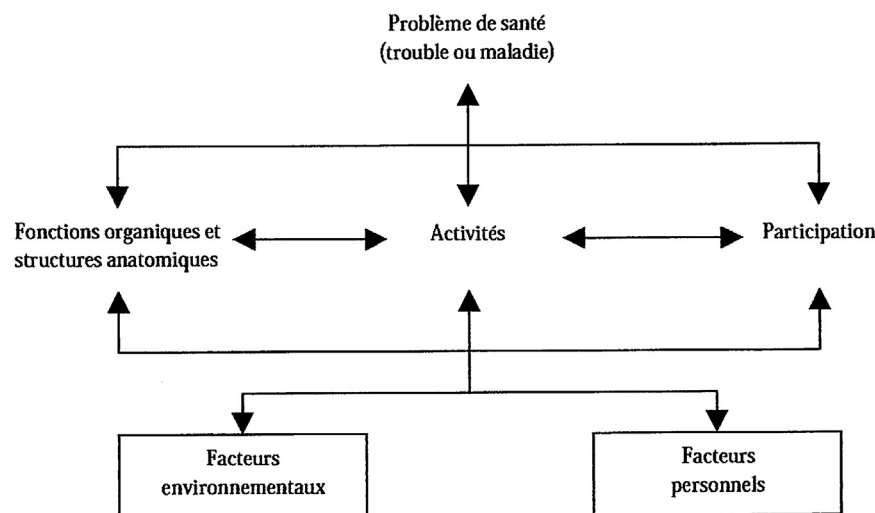 Problème de santé
(trouble ou maladie)
Fonctions organiques et
structures anatomiques
Activités
Participation
Facteurs
environnementaux
Facteurs
personnels